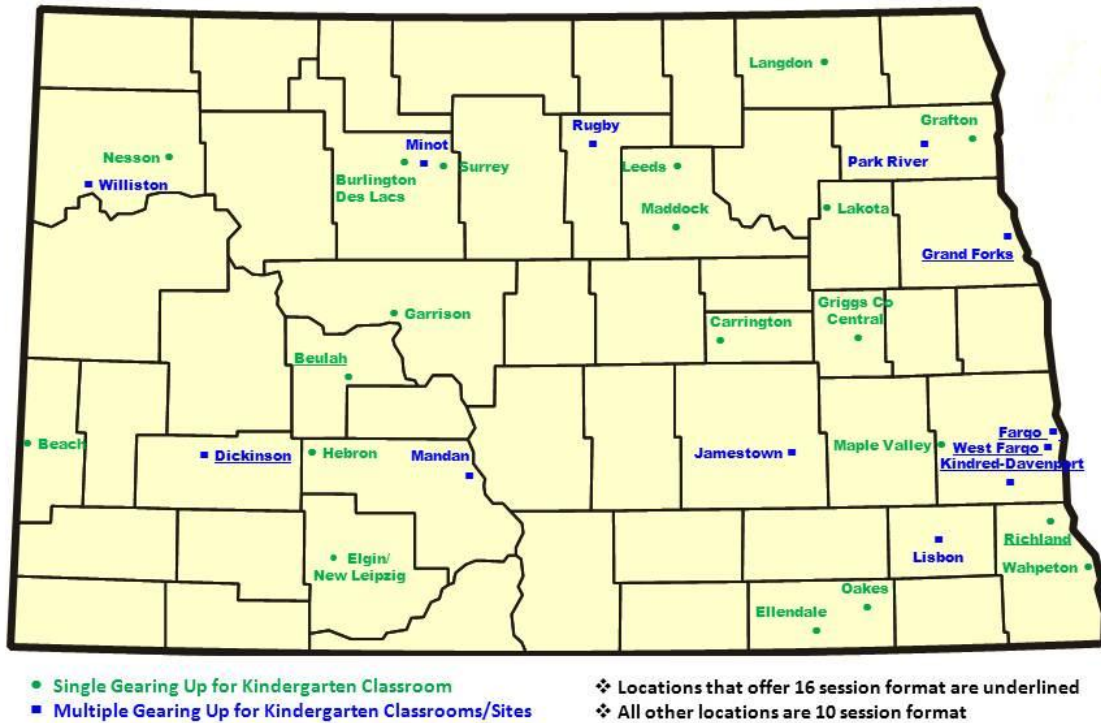 Langdon
Rugby
Grafton
Minot
Nesson
Surrey
Leeds
Park River
Williston
Burlington
Des Lacs
Maddock
Lakota
Grand Forks
Garrison
Griggs Co
Central
Carrington
Beulah
Beach
Dickinson
Hebron
Mandan
Jamestown
Maple Valley
Fargo
West Fargo
Kindred-Davenport
Richland
Lisbon
Elgin/
New Leipzig
Wahpeton
Oakes
Ellendale
Single Gearing Up for Kindergarten Classroom
Multiple Gearing Up for Kindergarten Classrooms/Sites
❖ Locations that offer 16 session format are underlined
❖ All other locations are 10 session format